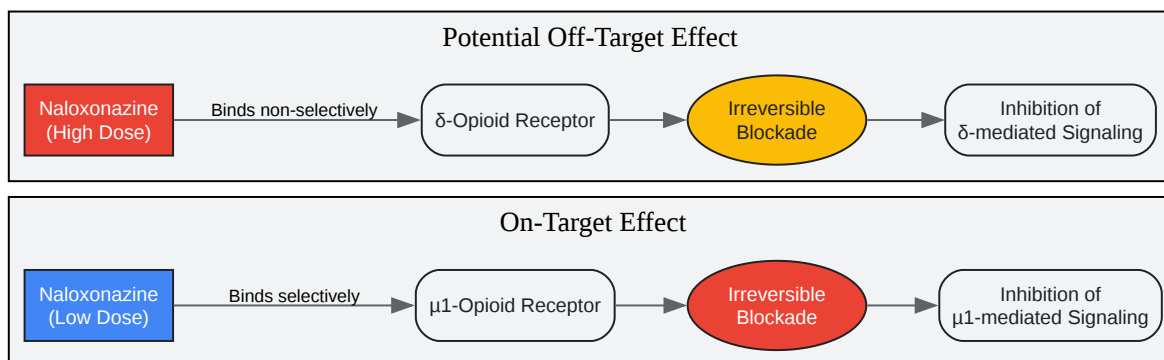 Potential Off-Target Effect
Naloxonazine
(High Dose)
Binds non-selectively
δ-Opioid Receptor
Irreversible
Blockade
Inhibition of
δ-mediated Signaling
On-Target Effect
Naloxonazine
(Low Dose)
Binds selectively
μ1-Opioid Receptor
Irreversible
Blockade
Inhibition of
μ1-mediated Signaling